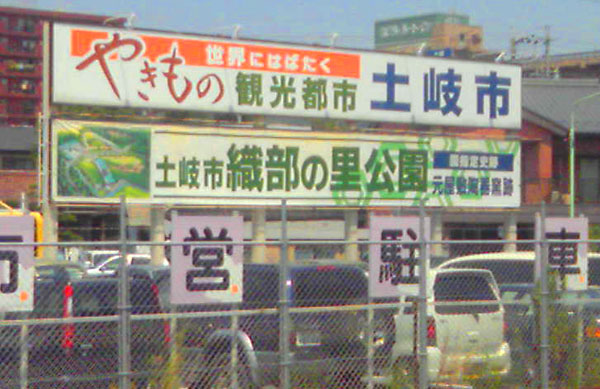 世界にはばたく
やきもの 観光都市 土岐市
土岐市 織部の里公園
国指定史跡
元屋敷陶器窯跡
市営駐車